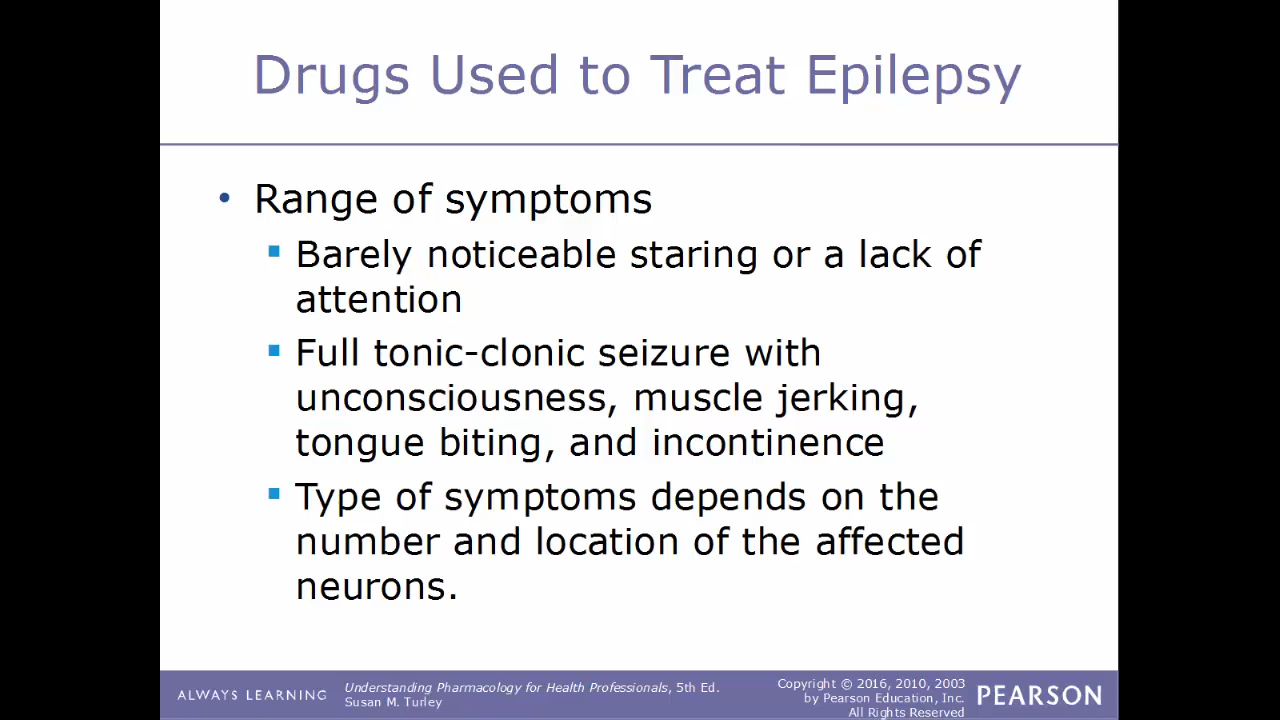 Drugs Used to Treat Epilepsy
• Range of symptoms
▪ Barely noticeable staring or a lack of
attention
▪ Full tonic-clonic seizure with
unconsciousness, muscle jerking,
tongue biting, and incontinence
▪ Type of symptoms depends on the
number and location of the affected
neurons.
ALWAYS LEARNING
Understanding Pharmacology for Health Professionals, 5th Ed.
Susan M. Turley
Copyright © 2016, 2010, 2003
by Pearson Education, Inc.
All Rights Reserved
PEARSON